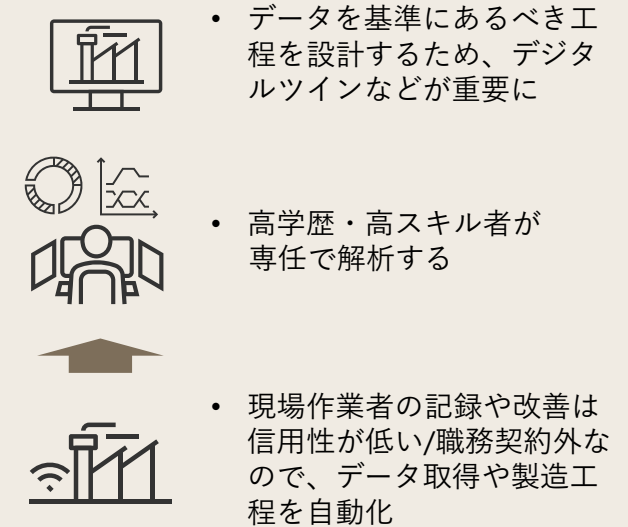 • データを基準にあるべき工
程を設計するため、デジタ
ルツインなどが重要に
• 高学歴・高スキル者が
専任で解析する
• 現場作業者の記録や改善は
信用性が低い/職務契約外な
ので、データ取得や製造工
程を自動化